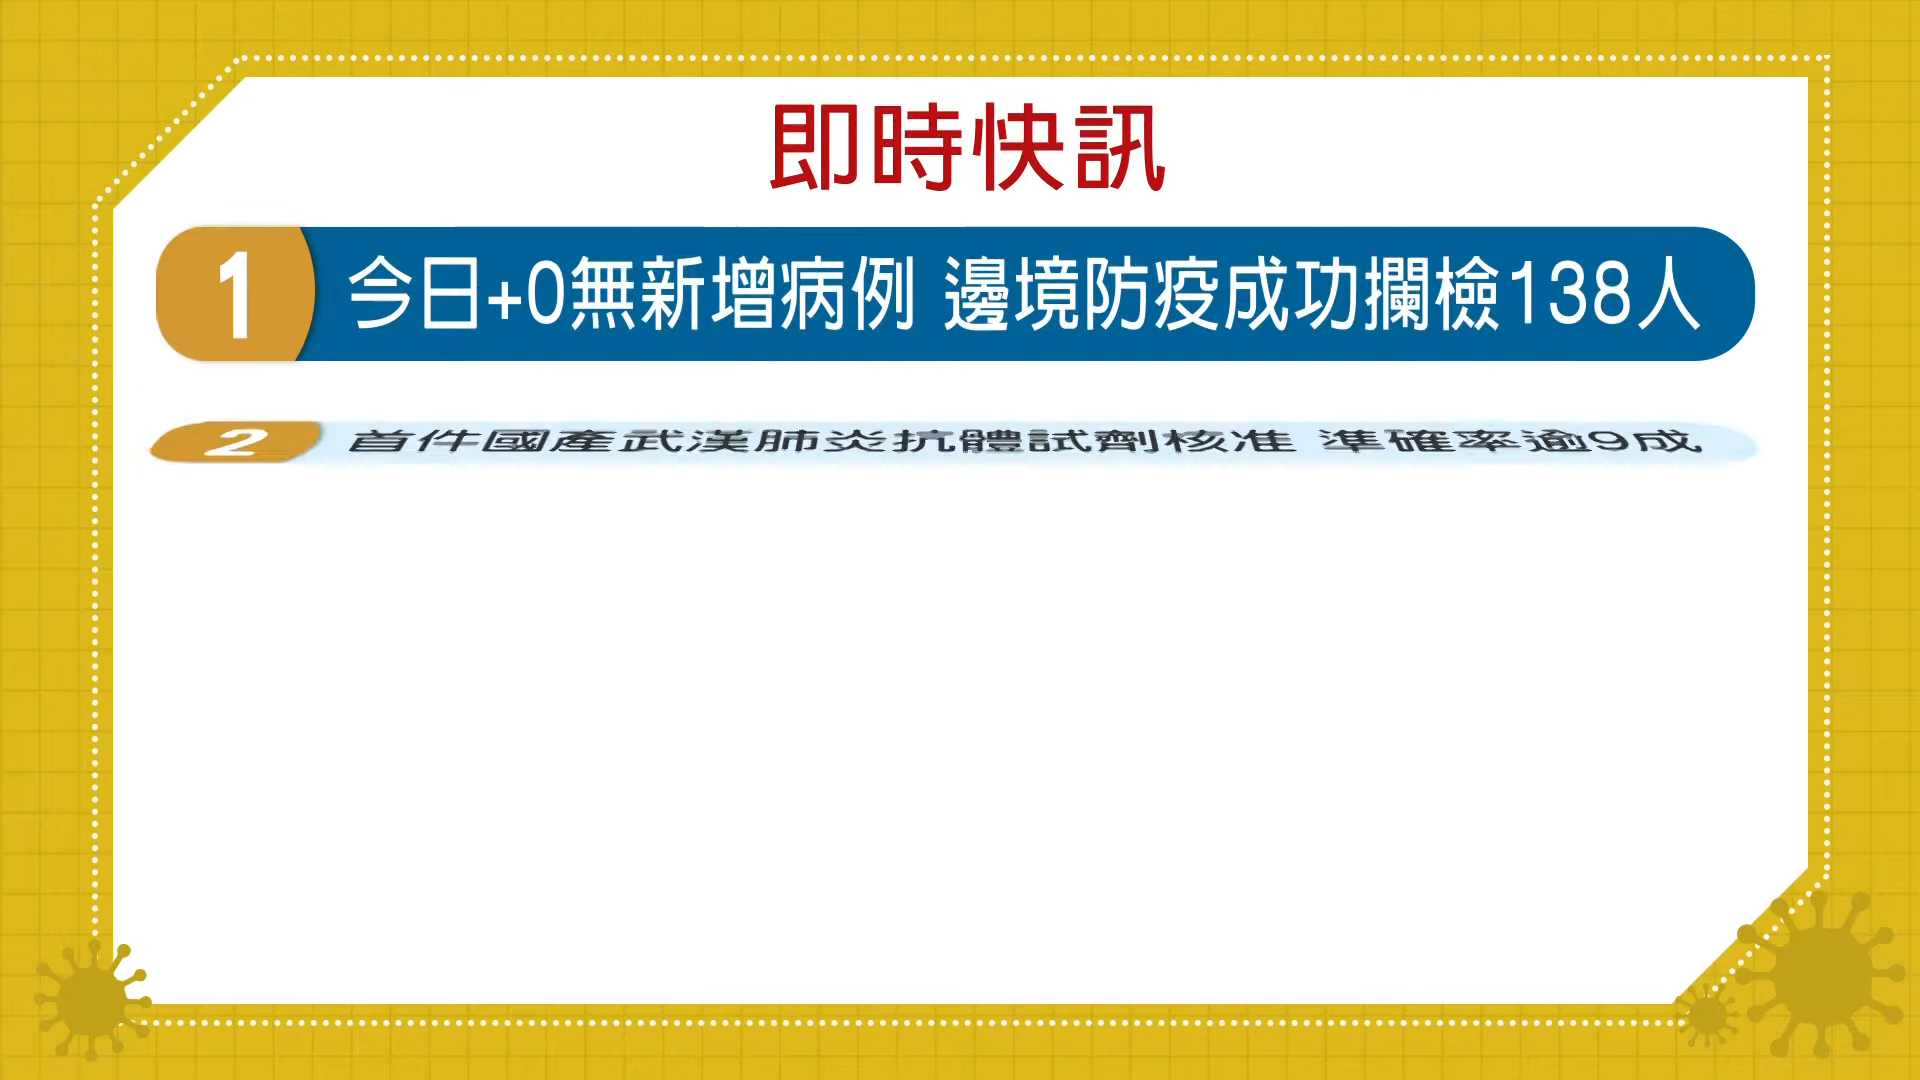 即時快訊
1 今日+0無新增病例 邊境防疫成功攔檢138人
2 首件國產武漢肺炎抗體試劑核准 準確率逾9成